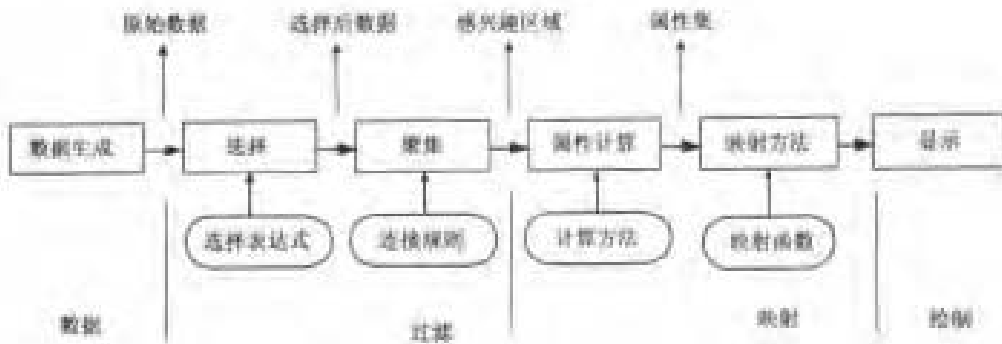 原始数据
选择后数据
感兴趣区域
属性集
数据生成
选择
聚集
属性计算
映射方法
显示
选择表达式
连接规则
计算方法
映射函数
数据
过滤
映射
绘制